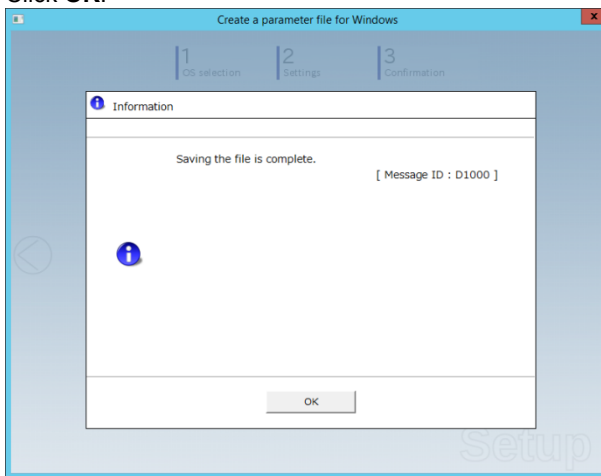 Click OK.
Create a parameter file for Windows
x
1
OS selection
2
Settings
3
Confirmation
Information
Saving the file is complete.
[ Message ID : D1000 ]
OK
Setup